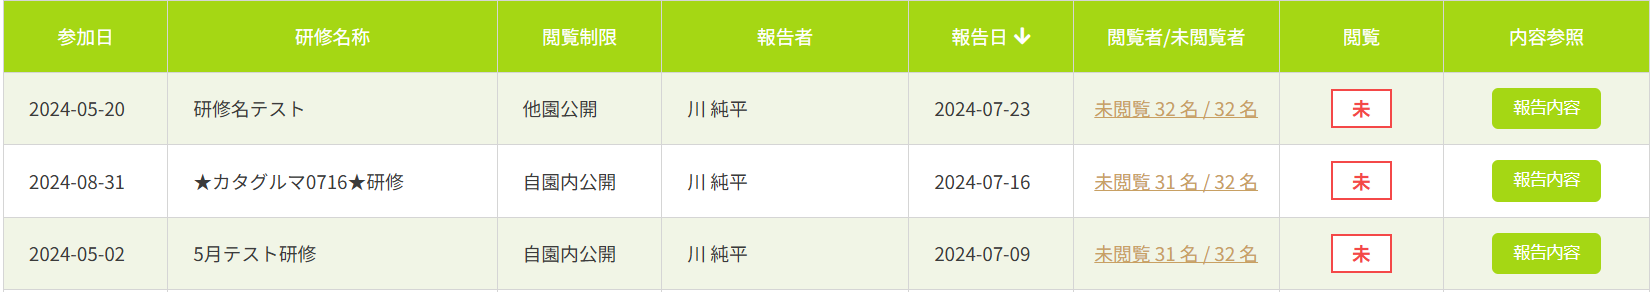 参加日 研修名称 閲覧制限 報告者 報告日 ↓ 閲覧者/未閲覧者 閲覧 内容参照
2024-05-20 研修名テスト 他園公開 川 純平 2024-07-23 未閲覧 32 名 / 32 名 未 報告内容
2024-08-31 ★カタグルマ0716★研修 自園内公開 川 純平 2024-07-16 未閲覧 31 名 / 32 名 未 報告内容
2024-05-02 5月テスト研修 自園内公開 川 純平 2024-07-09 未閲覧 31 名 / 32 名 未 報告内容